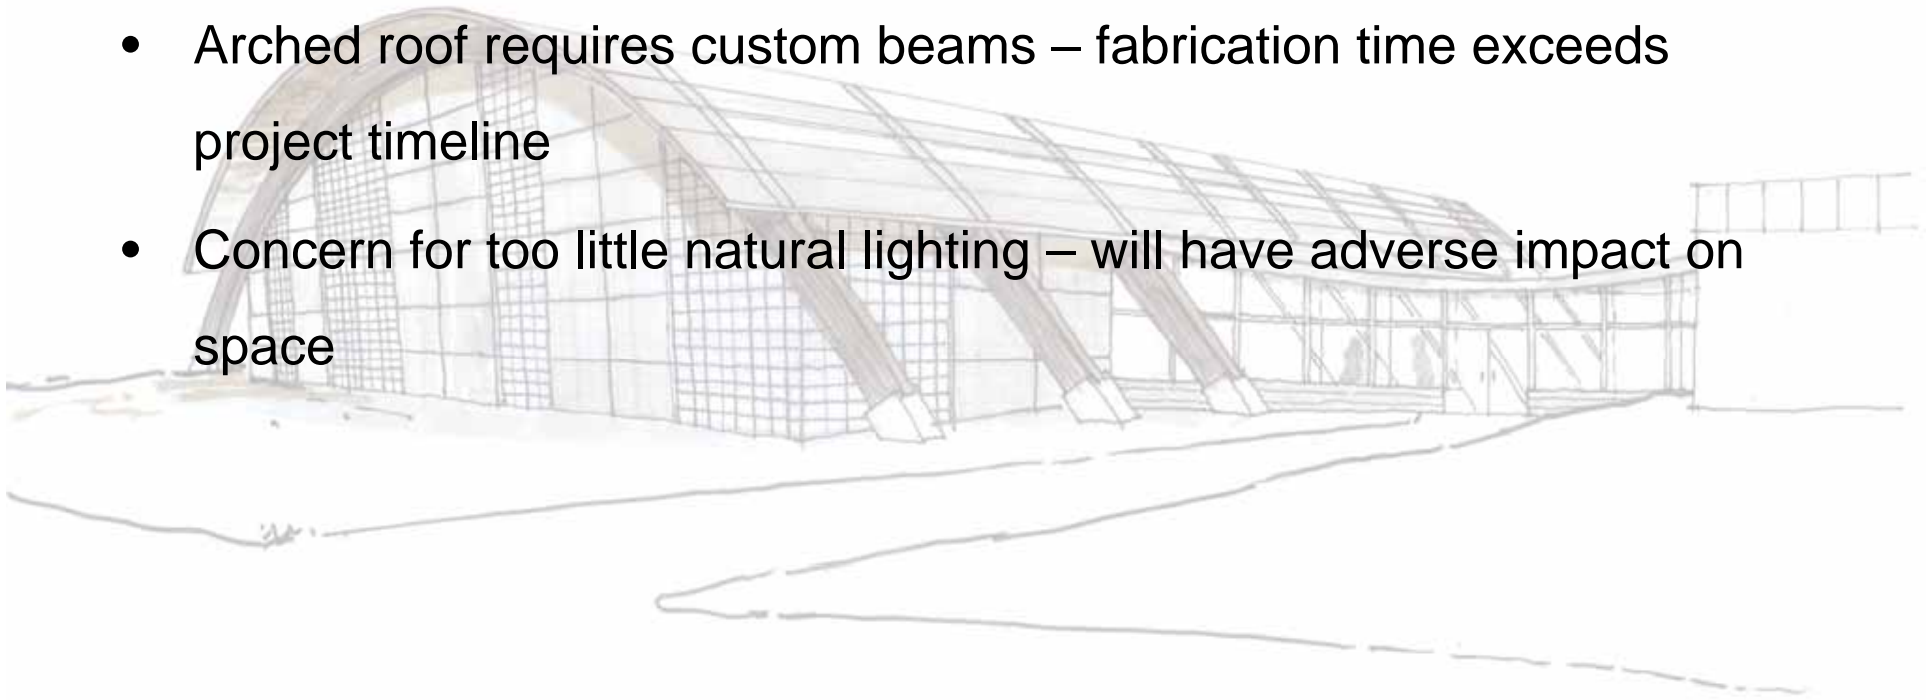 • Arched roof requires custom beams – fabrication time exceeds
project timeline
• Concern for too little natural lighting – will have adverse impact on
space